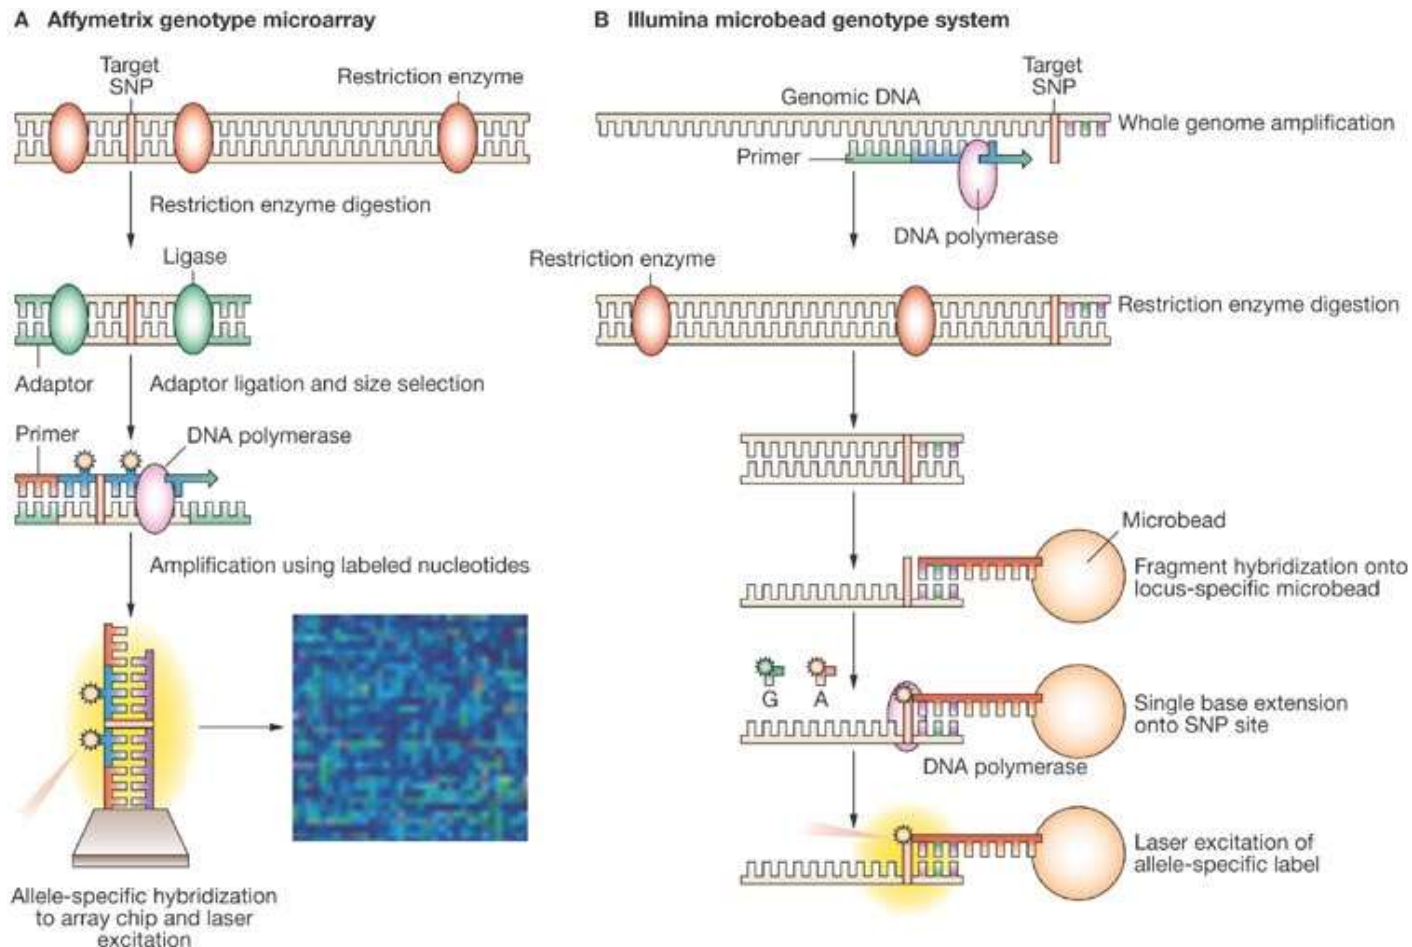 A Affymetrix genotype microarray
Target
SNP
Restriction enzyme
Restriction enzyme digestion
Ligase
Adaptor
Adaptor ligation and size selection
Primer
DNA polymerase
Amplification using labeled nucleotides
Allele-specific hybridization
to array chip and laser
excitation
B Illumina microbead genotype system
Target
SNP
Genomic DNA
Whole genome amplification
Primer
DNA polymerase
Restriction enzyme
Restriction enzyme digestion
Microbead
Fragment hybridization onto
locus-specific microbead
G A
Single base extension
onto SNP site
DNA polymerase
Laser excitation of
allele-specific label